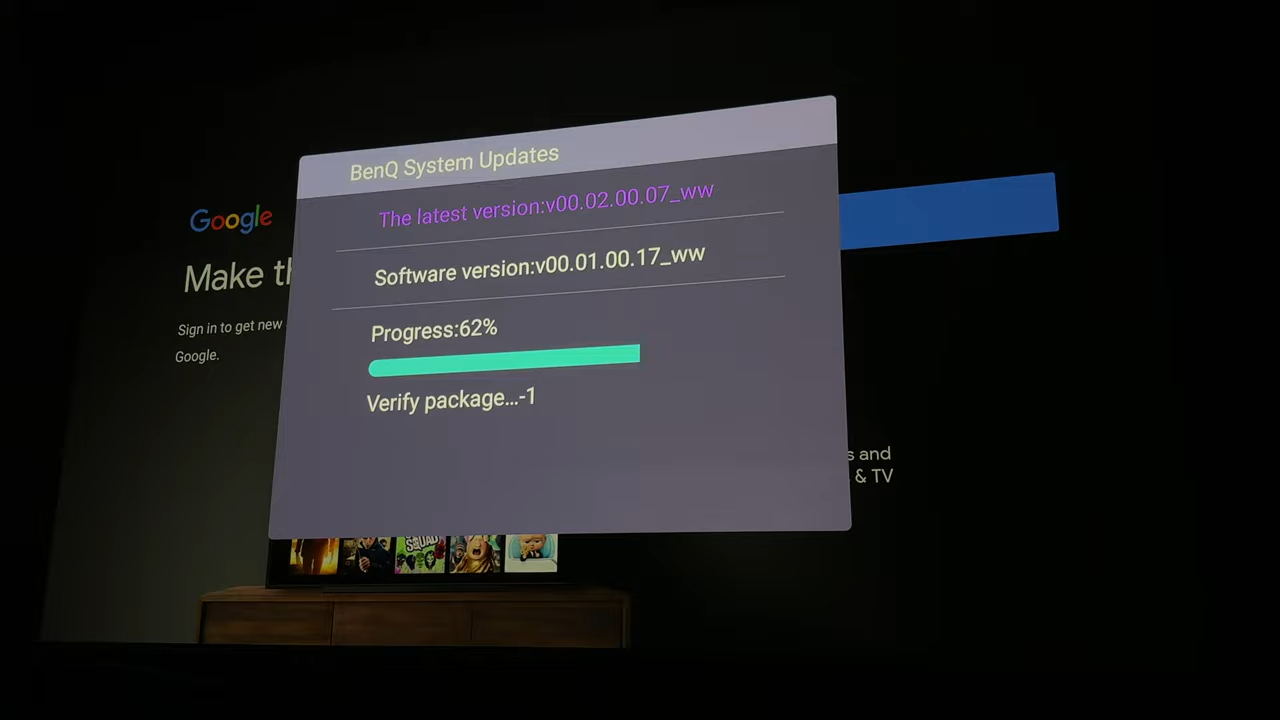 BenQ System Updates
The latest version:v00.02.00.07_ww
Software version:v00.01.00.17_ww
Progress:62%
Verify package...-1
Google
Make
Sign in to get new
Google.
and
& TV
SQUAD